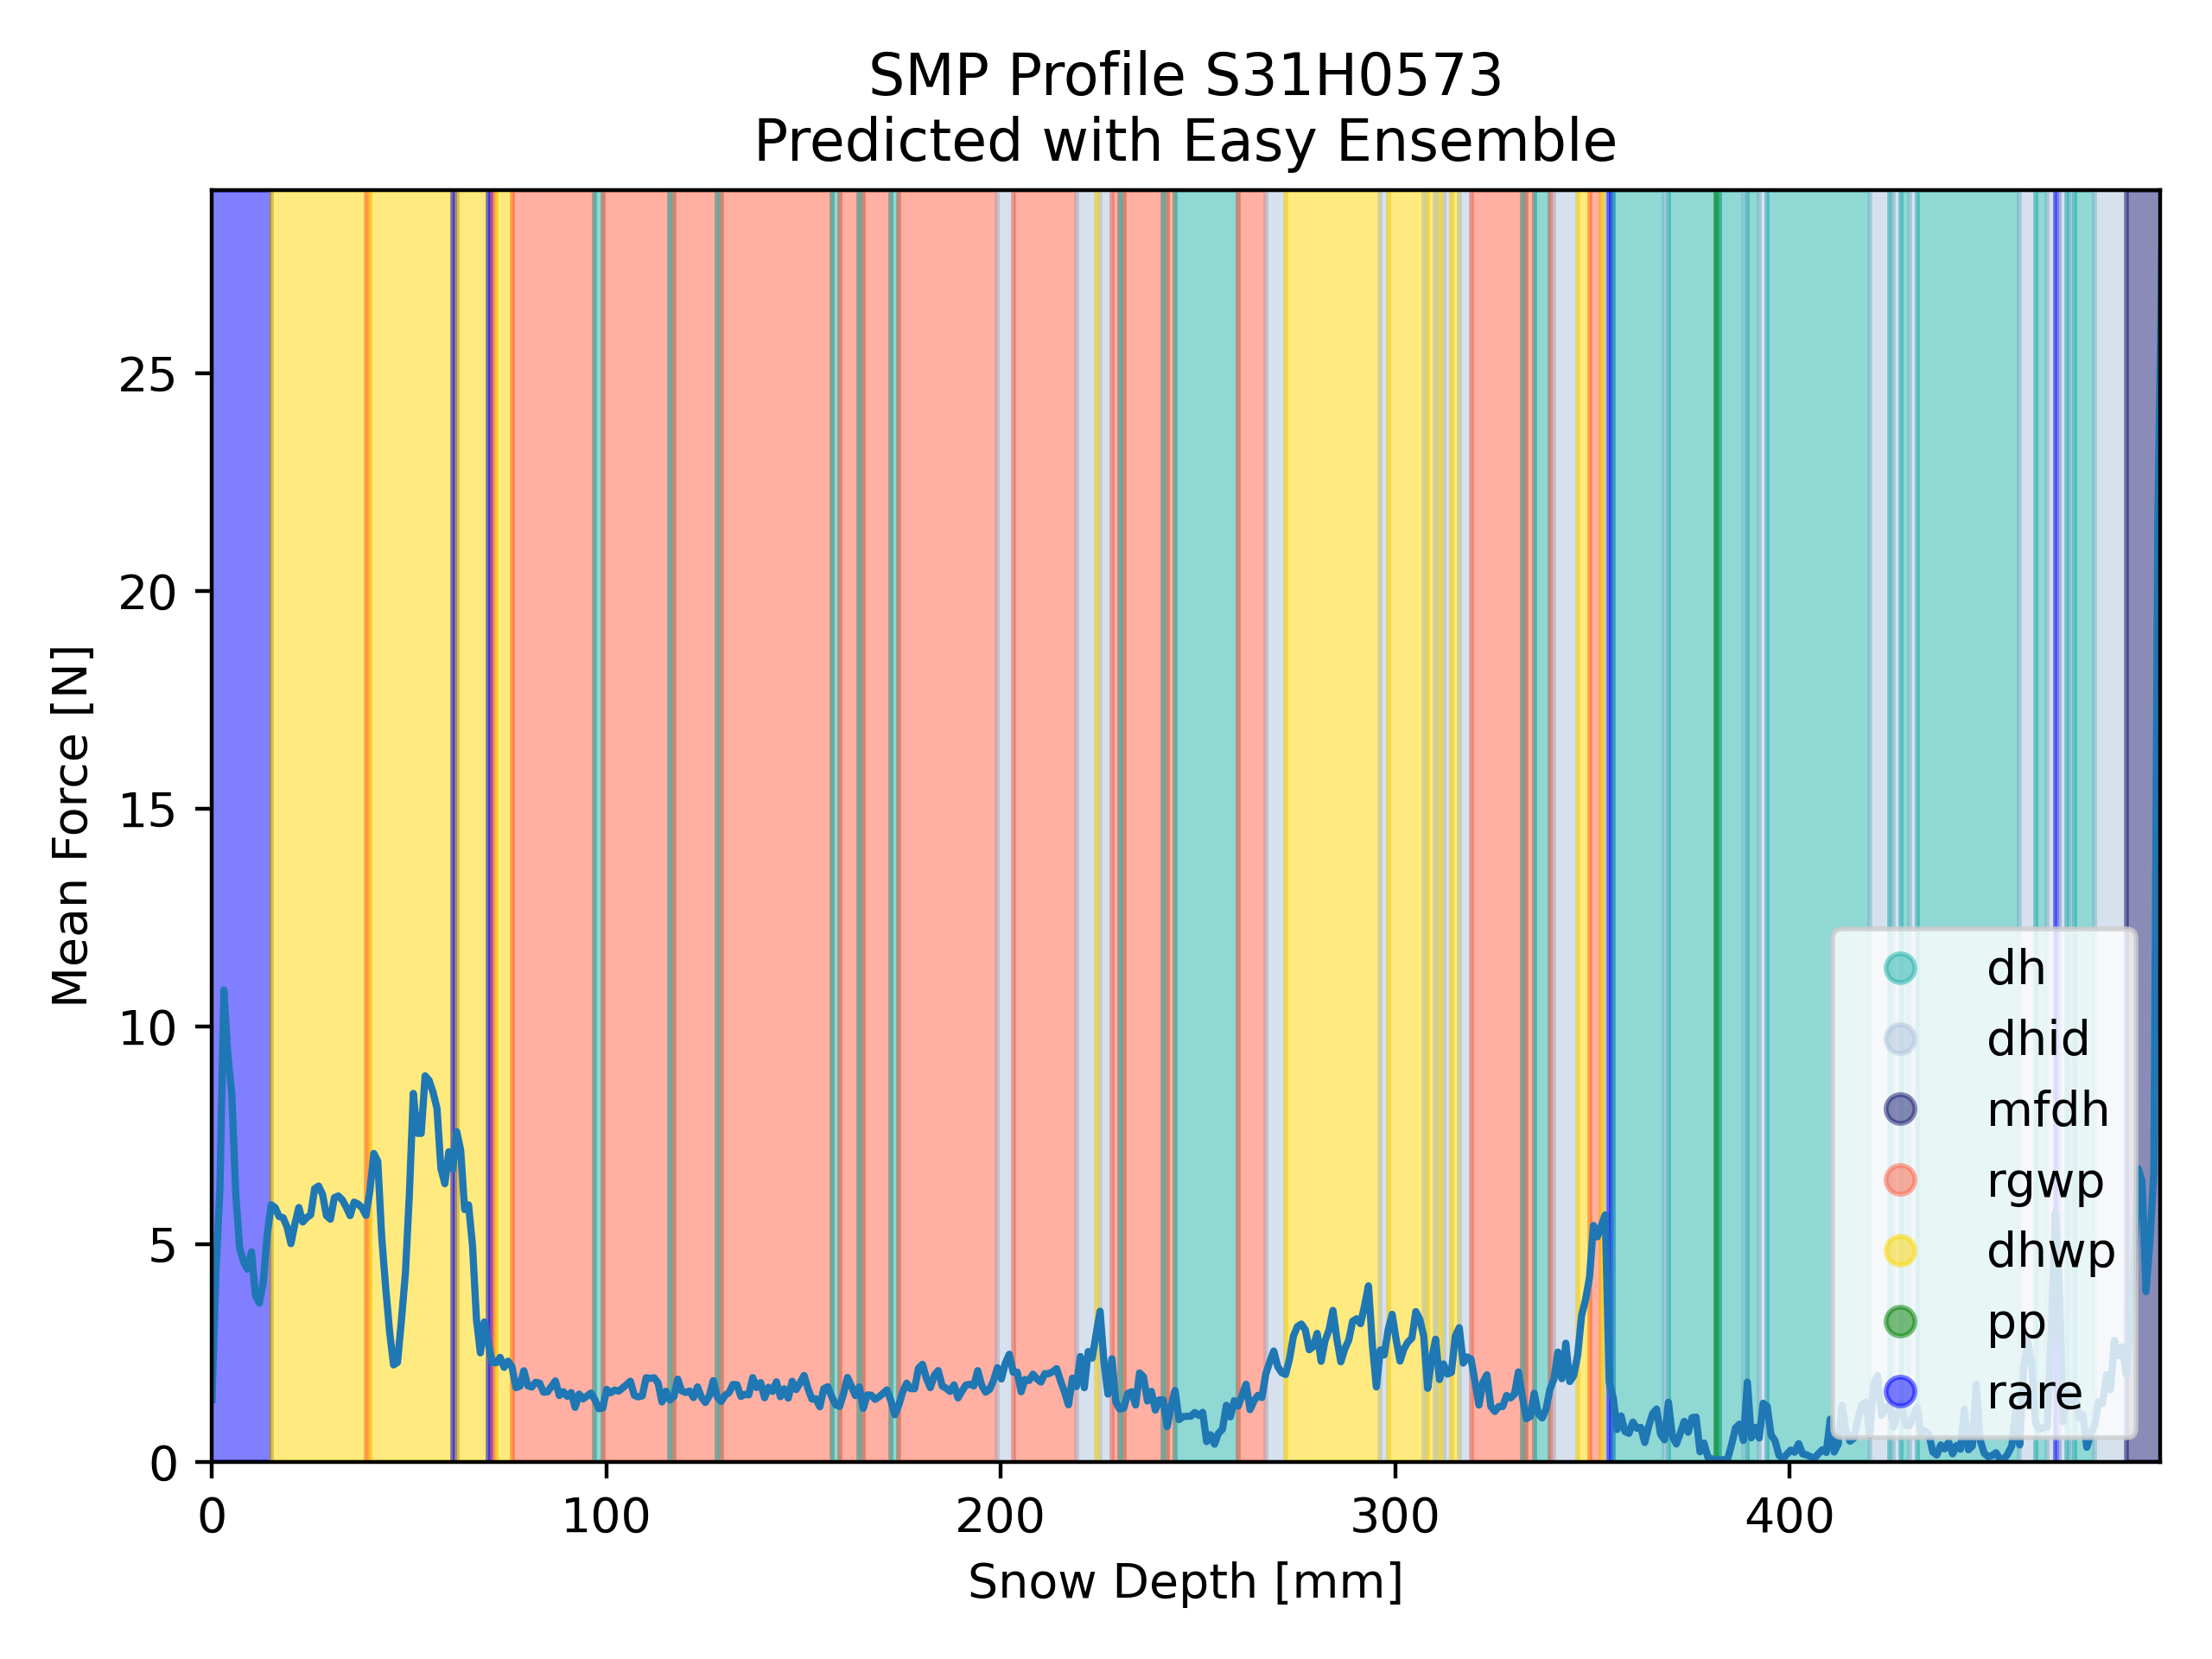 SMP Profile S31H0573
Predicted with Easy Ensemble
Mean Force [N]
25
20
15
10
5
0
0 100 200 300 400
Snow Depth [mm]
dh
dhid
mfdh
rgwp
dhwp
pp
rare